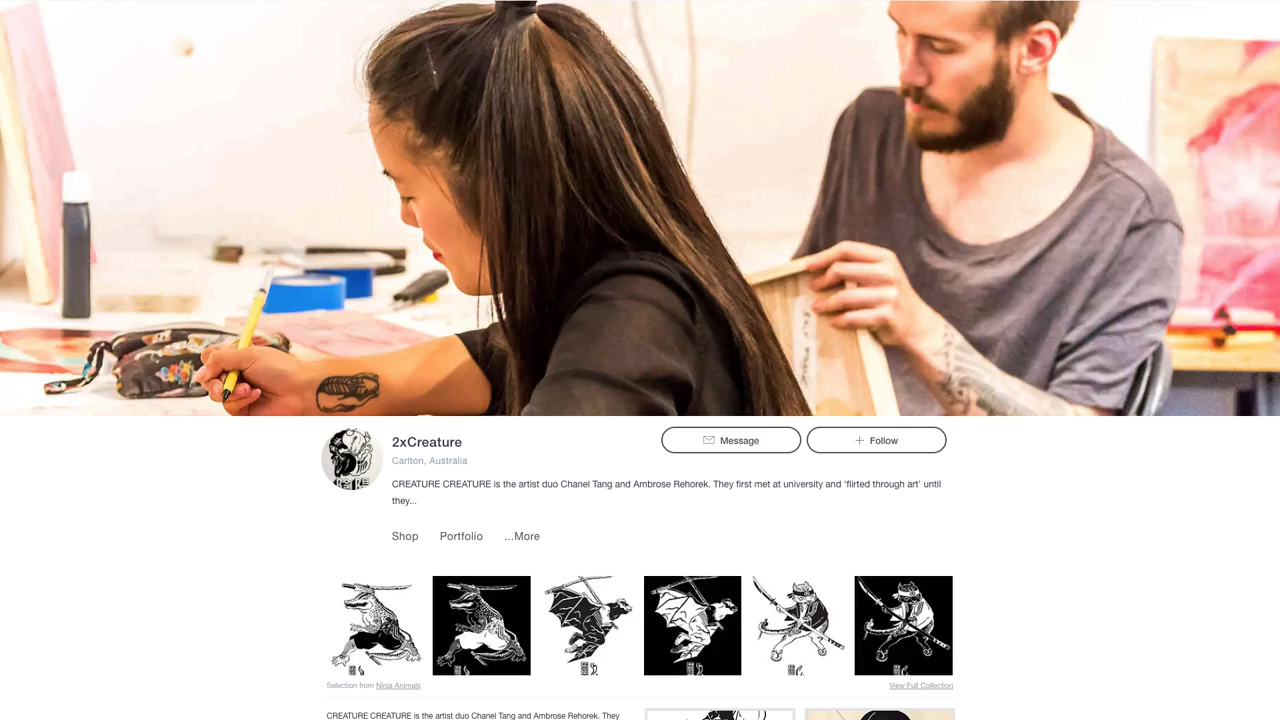 2xCreature
Message
Follow
Carlton, Australia
CREATURE CREATURE is the artist duo Chanel Tang and Ambrose Rehorek. They first met at university and ‘flirted through art’ until
they...
Shop
Portfolio
...More
Selection from Ninja Animals
View Full Collection
CREATURE CREATURE is the artist duo Chanel Tang and Ambrose Rehorek. They